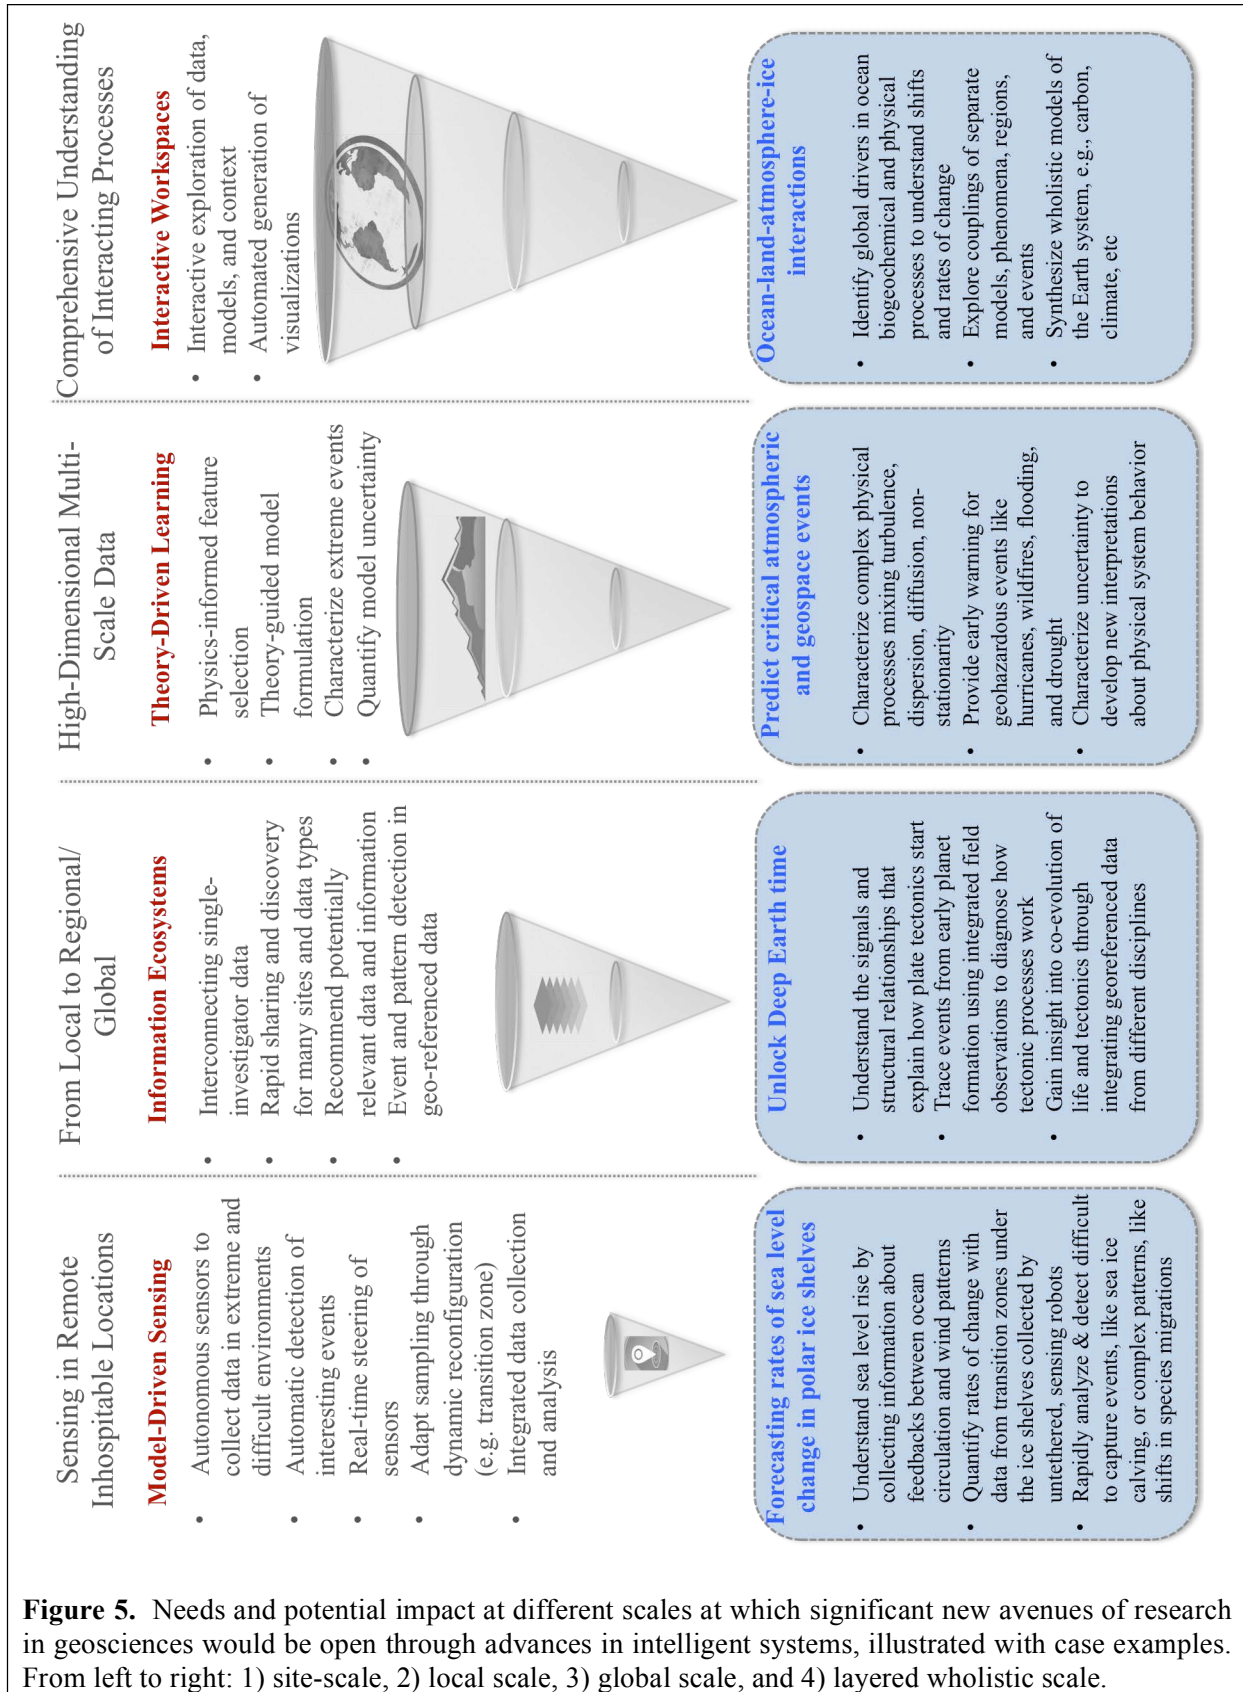 Sensing in Remote
Inhospitable Locations
Model-Driven Sensing
• Autonomous sensors to
collect data in extreme and
difficult environments
• Automatic detection of
interesting events
• Real-time steering of
sensors
• Adapt sampling through
dynamic reconfiguration
(e.g. transition zone)
• Integrated data collection
and analysis
Forecasting rates of sea level
change in polar ice shelves
• Understand sea level rise by
collecting information about
feedbacks between ocean
circulation and wind patterns
• Quantify rates of change with
data from transition zones under
the ice shelves collected by
untethered, sensing robots
• Rapidly analyze & detect difficult
to capture events, like sea ice
calving, or complex patterns, like
shifts in species migrations
From Local to Regional/
Global
Information Ecosystems
• Interconnecting single-
investigator data
• Rapid sharing and discovery
for many sites and data types
• Recommend potentially
relevant data and information
• Event and pattern detection in
geo-referenced data
Unlock Deep Earth time
• Understand the signals and
structural relationships that
explain how plate tectonics start
• Trace events from early planet
formation using integrated field
observations to diagnose how
tectonic processes work
• Gain insight into co-evolution of
life and tectonics through
integrating georeferenced data
from different disciplines
High-Dimensional Multi-
Scale Data
Theory-Driven Learning
• Physics-informed feature
selection
• Theory-guided model
formulation
• Characterize extreme events
• Quantify model uncertainty
Predict critical atmospheric
and geospace events
• Characterize complex physical
processes mixing turbulence,
dispersion, diffusion, non-
stationarity
• Provide early warning for
geohazardous events like
hurricanes, wildfires, flooding,
and drought
• Characterize uncertainty to
develop new interpretations
about physical system behavior
Comprehensive Understanding
of Interacting Processes
Interactive Workspaces
• Interactive exploration of data,
models, and context
• Automated generation of
visualizations
Ocean-land-atmosphere-ice
interactions
• Identify global drivers in ocean
biogeochemical and physical
processes to understand shifts
and rates of change
• Explore couplings of separate
models, phenomena, regions,
and events
• Synthesize wholistic models of
the Earth system, e.g., carbon,
climate, etc
Figure 5. Needs and potential impact at different scales at which significant new avenues of research
in geosciences would be open through advances in intelligent systems, illustrated with case examples.
From left to right: 1) site-scale, 2) local scale, 3) global scale, and 4) layered wholistic scale.